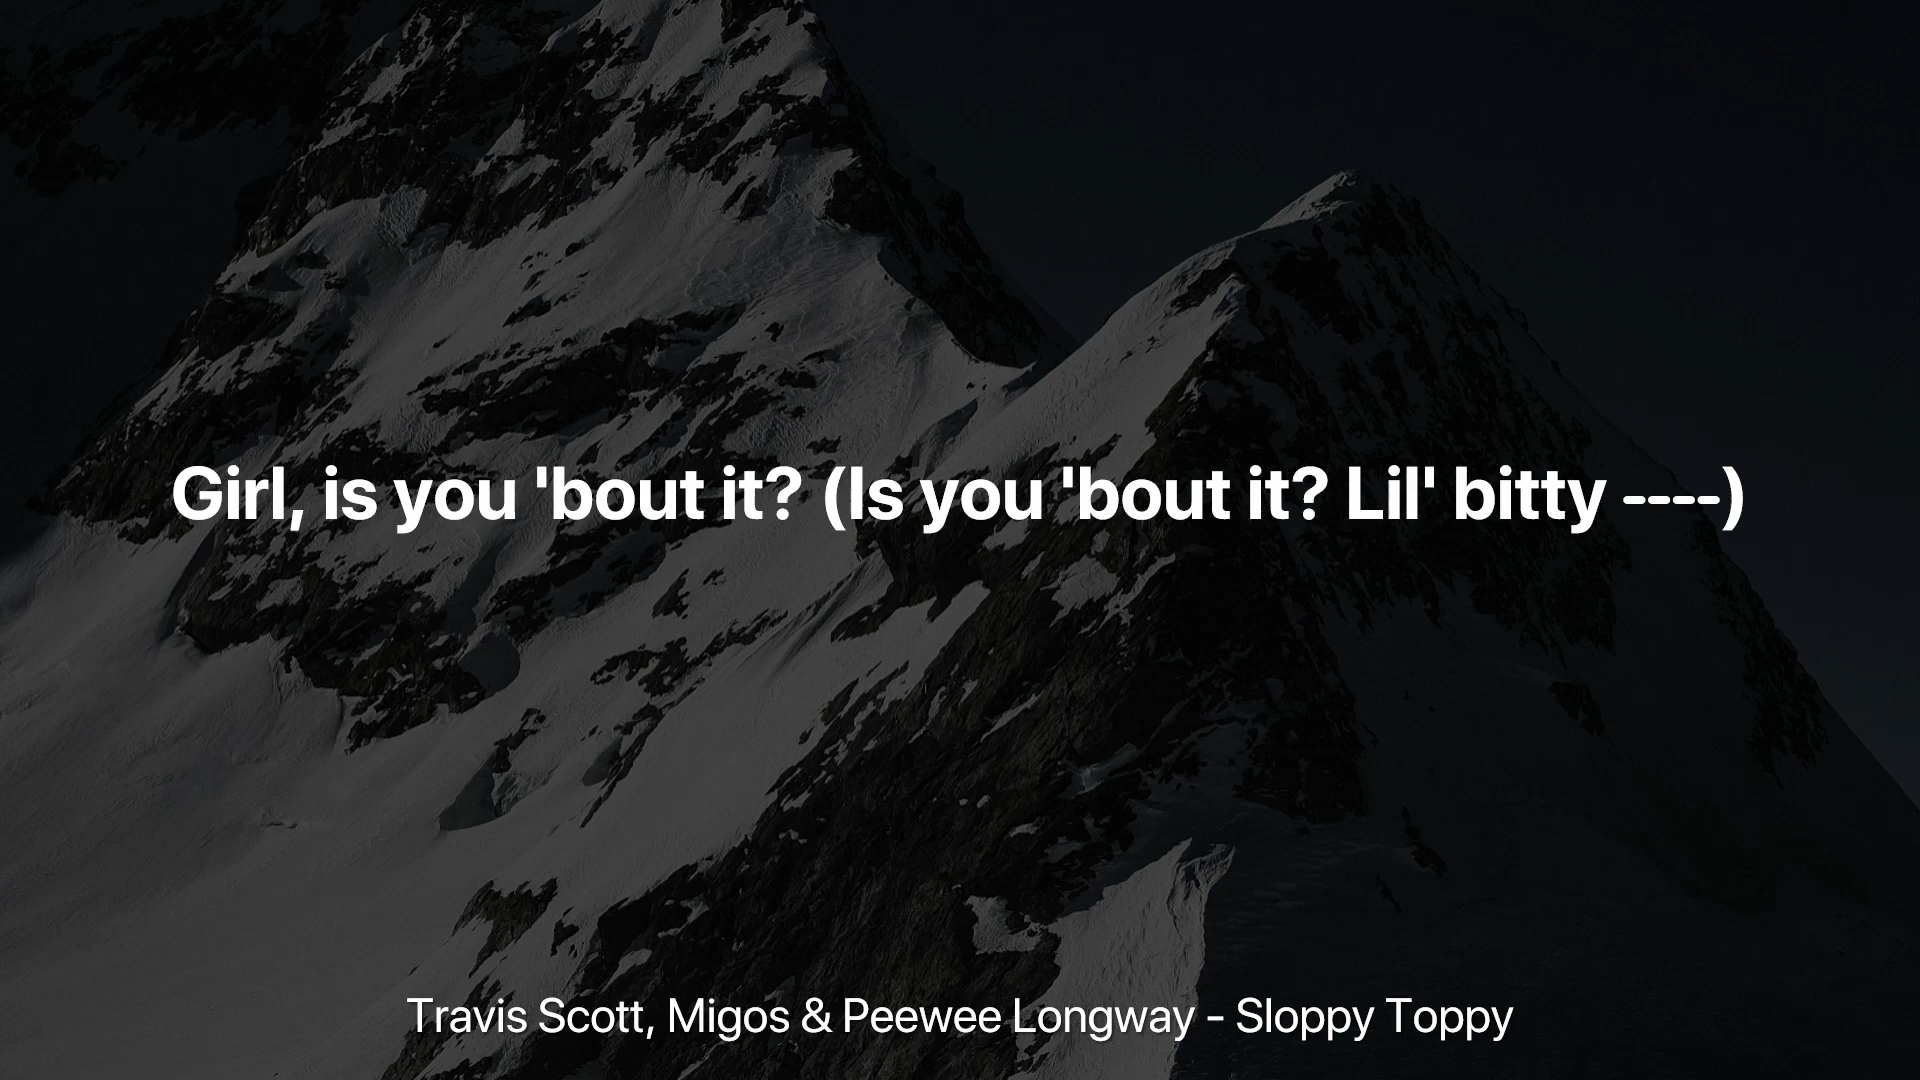 Girl, is you 'bout it? (Is you 'bout it? Lil' bitty ----)
Travis Scott, Migos & Peewee Longway - Sloppy Toppy